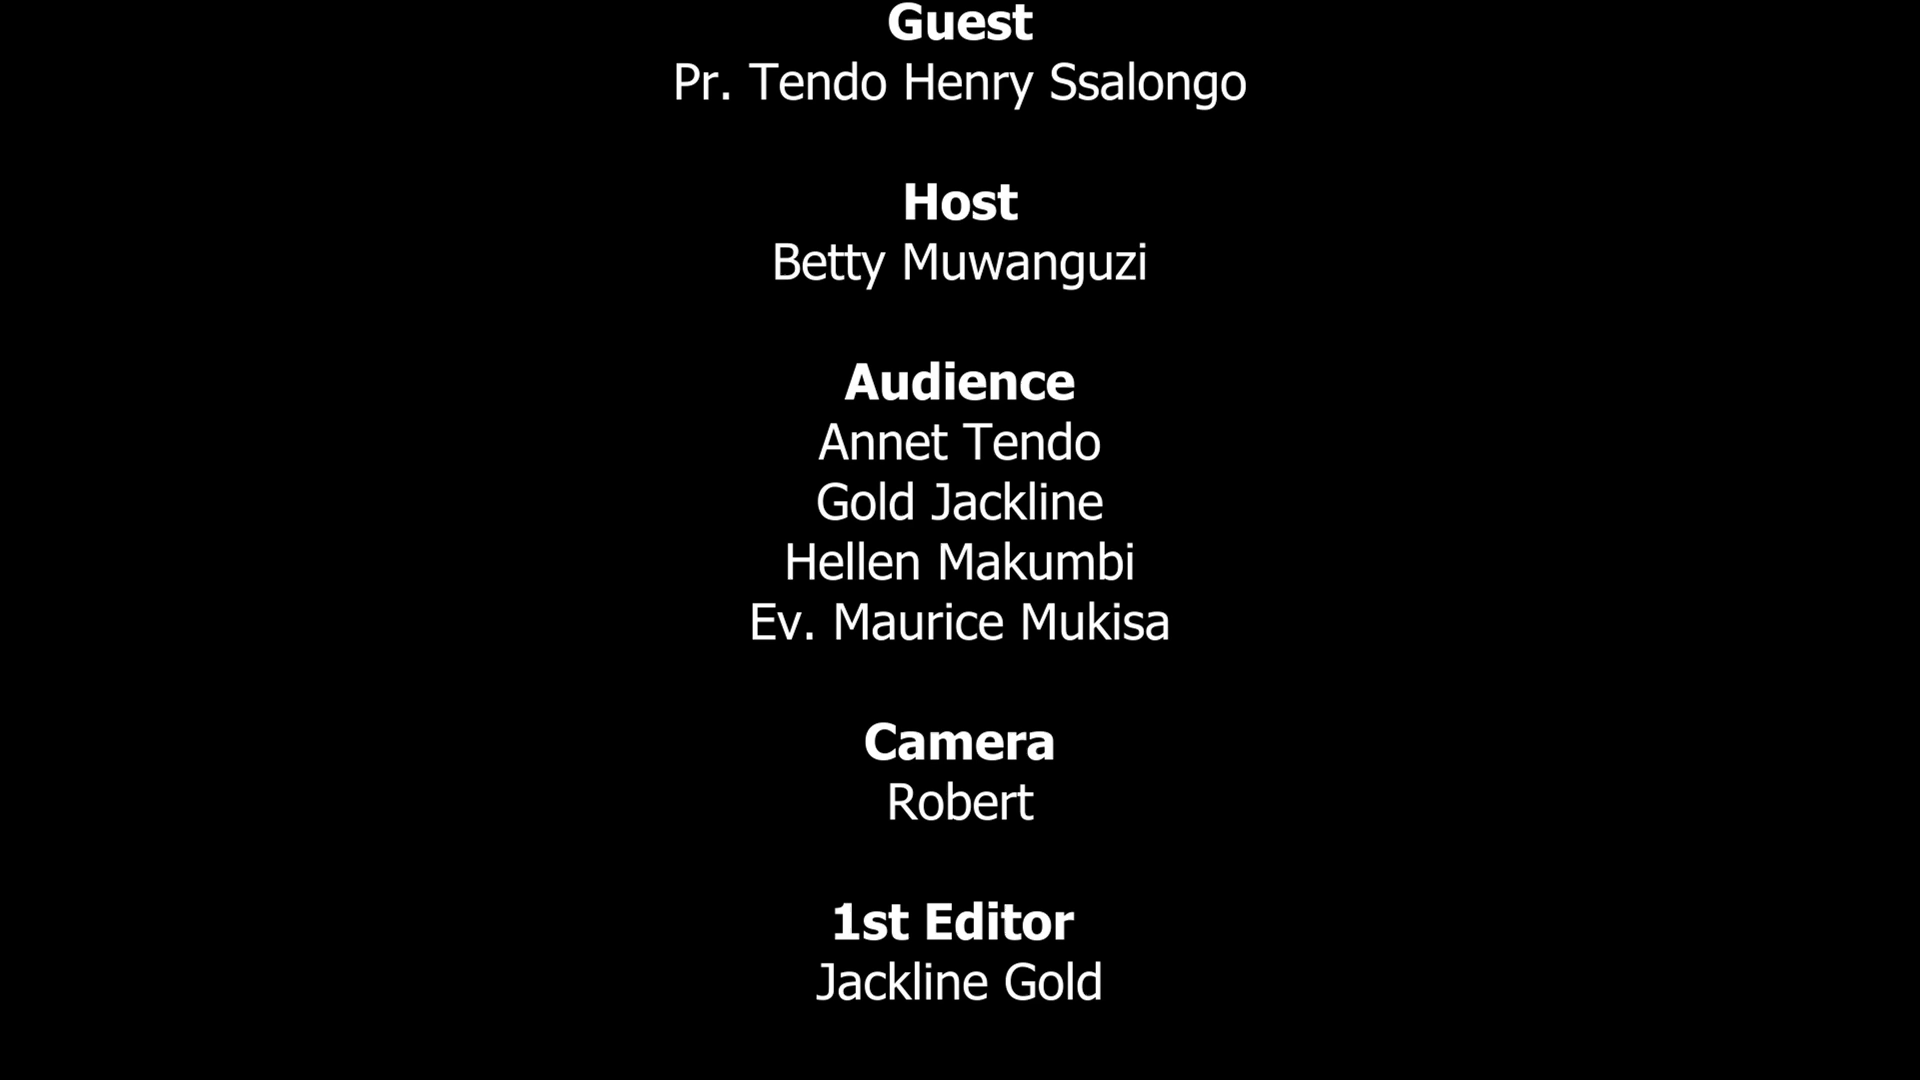 Guest
Pr. Tendo Henry Ssalongo
Host
Betty Muwanguzi
Audience
Annet Tendo
Gold Jackline
Hellen Makumbi
Ev. Maurice Mukisa
Camera
Robert
1st Editor
Jackline Gold